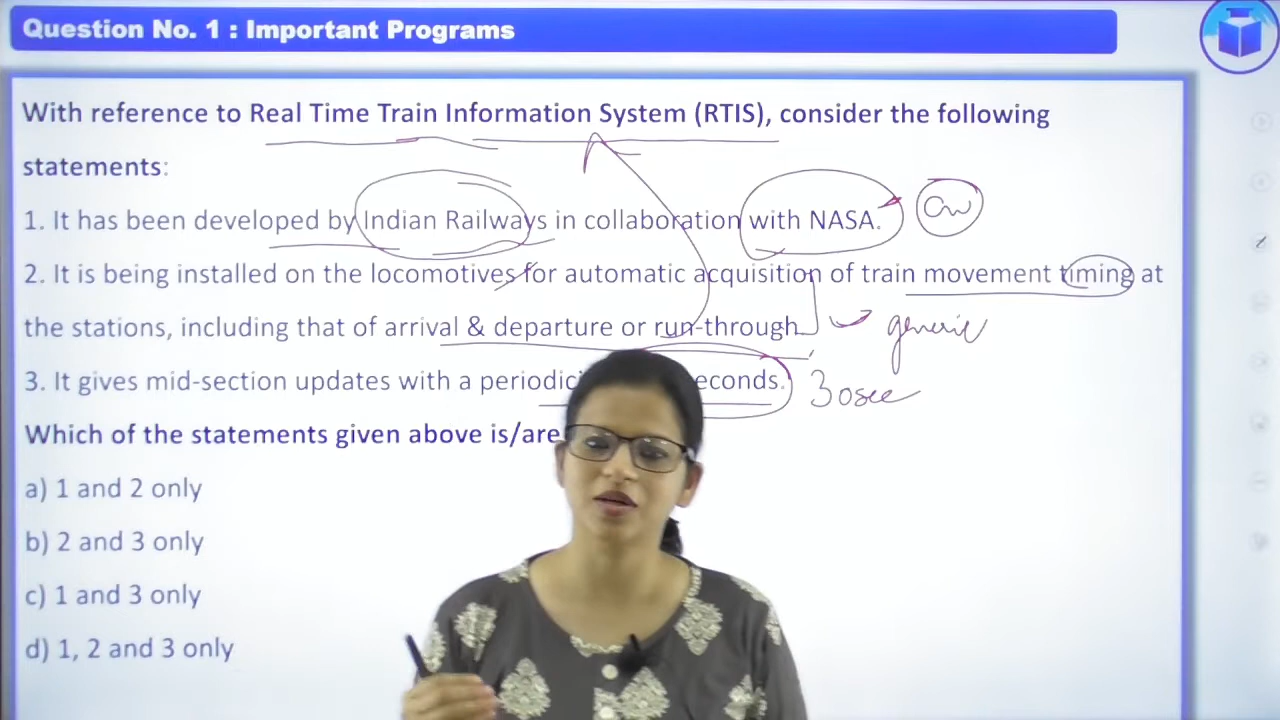 Question No. 1 : Important Programs
With reference to Real Time Train Information System (RTIS), consider the following
statements:
1. It has been developed by Indian Railways in collaboration with NASA.
2. It is being installed on the locomotives for automatic acquisition of train movement timing at
the stations, including that of arrival & departure or run-through
generic
3. It gives mid-section updates with a econds.
30 sec
Which of the statements given above is/are
a) 1 and 2 only
b) 2 and 3 only
c) 1 and 3 only
d) 1, 2 and 3 only